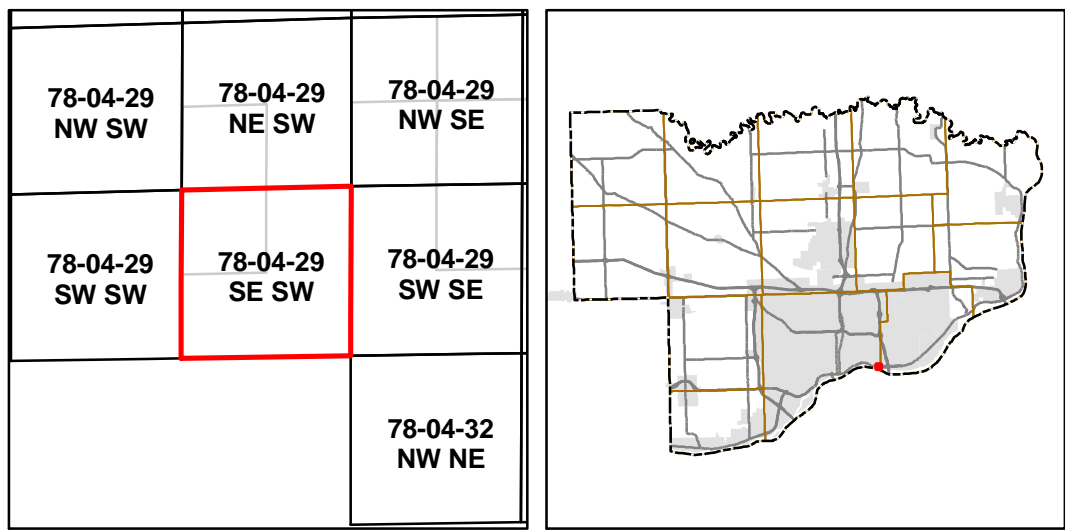 78-04-29
NW SW
78-04-29
NE SW
78-04-29
NW SE
78-04-29
SW SW
78-04-29
SE SW
78-04-29
SW SE
78-04-32
NW NE